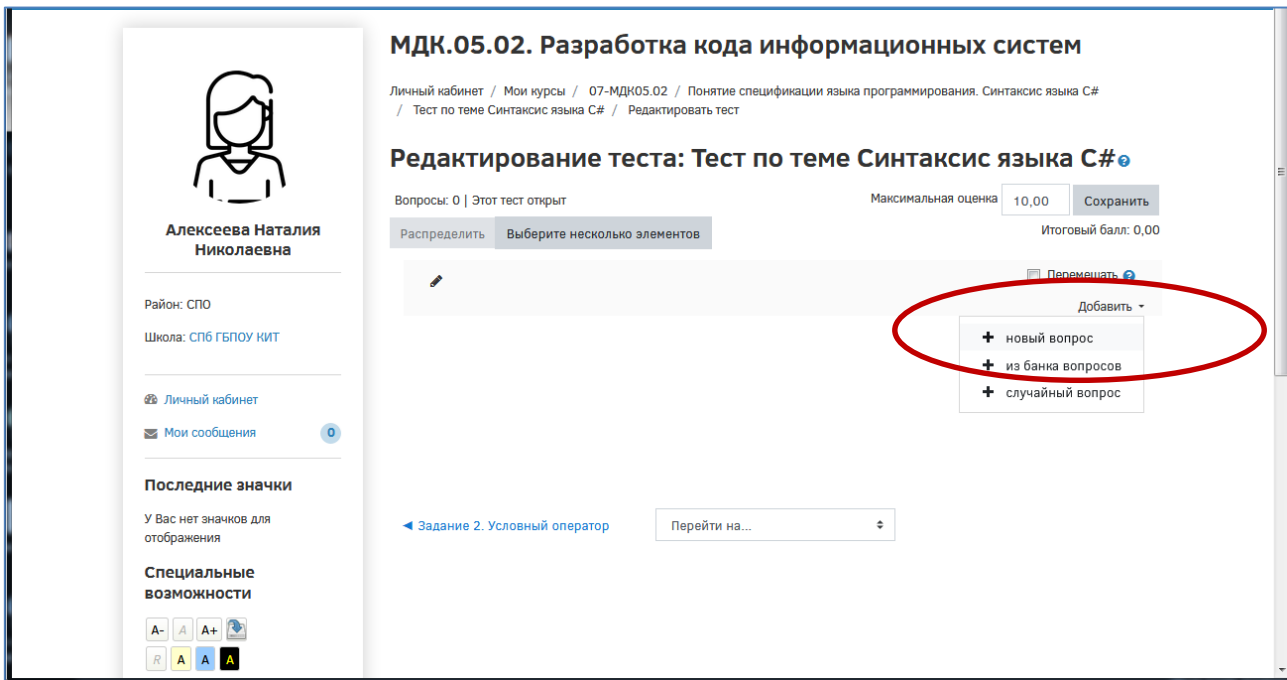 МДК.05.02. Разработка кода информационных систем
Личный кабинет / Мои курсы / 07-МДК05.02 / Понятие спецификации языка программирования. Синтаксис языка C#
/ Тест по теме Синтаксис языка C# / Редактировать тест
Редактирование теста: Тест по теме Синтаксис языка C#
Вопросы: 0 | Этот тест открыт
Максимальная оценка 10,00 Сохранить
Распределить Выберите несколько элементов
Итоговый балл: 0,00
Перемешать
Добавить
новый вопрос
из банка вопросов
случайный вопрос
◄ Задание 2. Условный оператор
Перейти на...
Алексеева Наталия
Николаевна
Район: СПО
Школа: СПб ГБПОУ КИТ
Личный кабинет
Мои сообщения 0
Последние значки
У Вас нет значков для
отображения
Специальные
возможности
A- A A+
R A A A